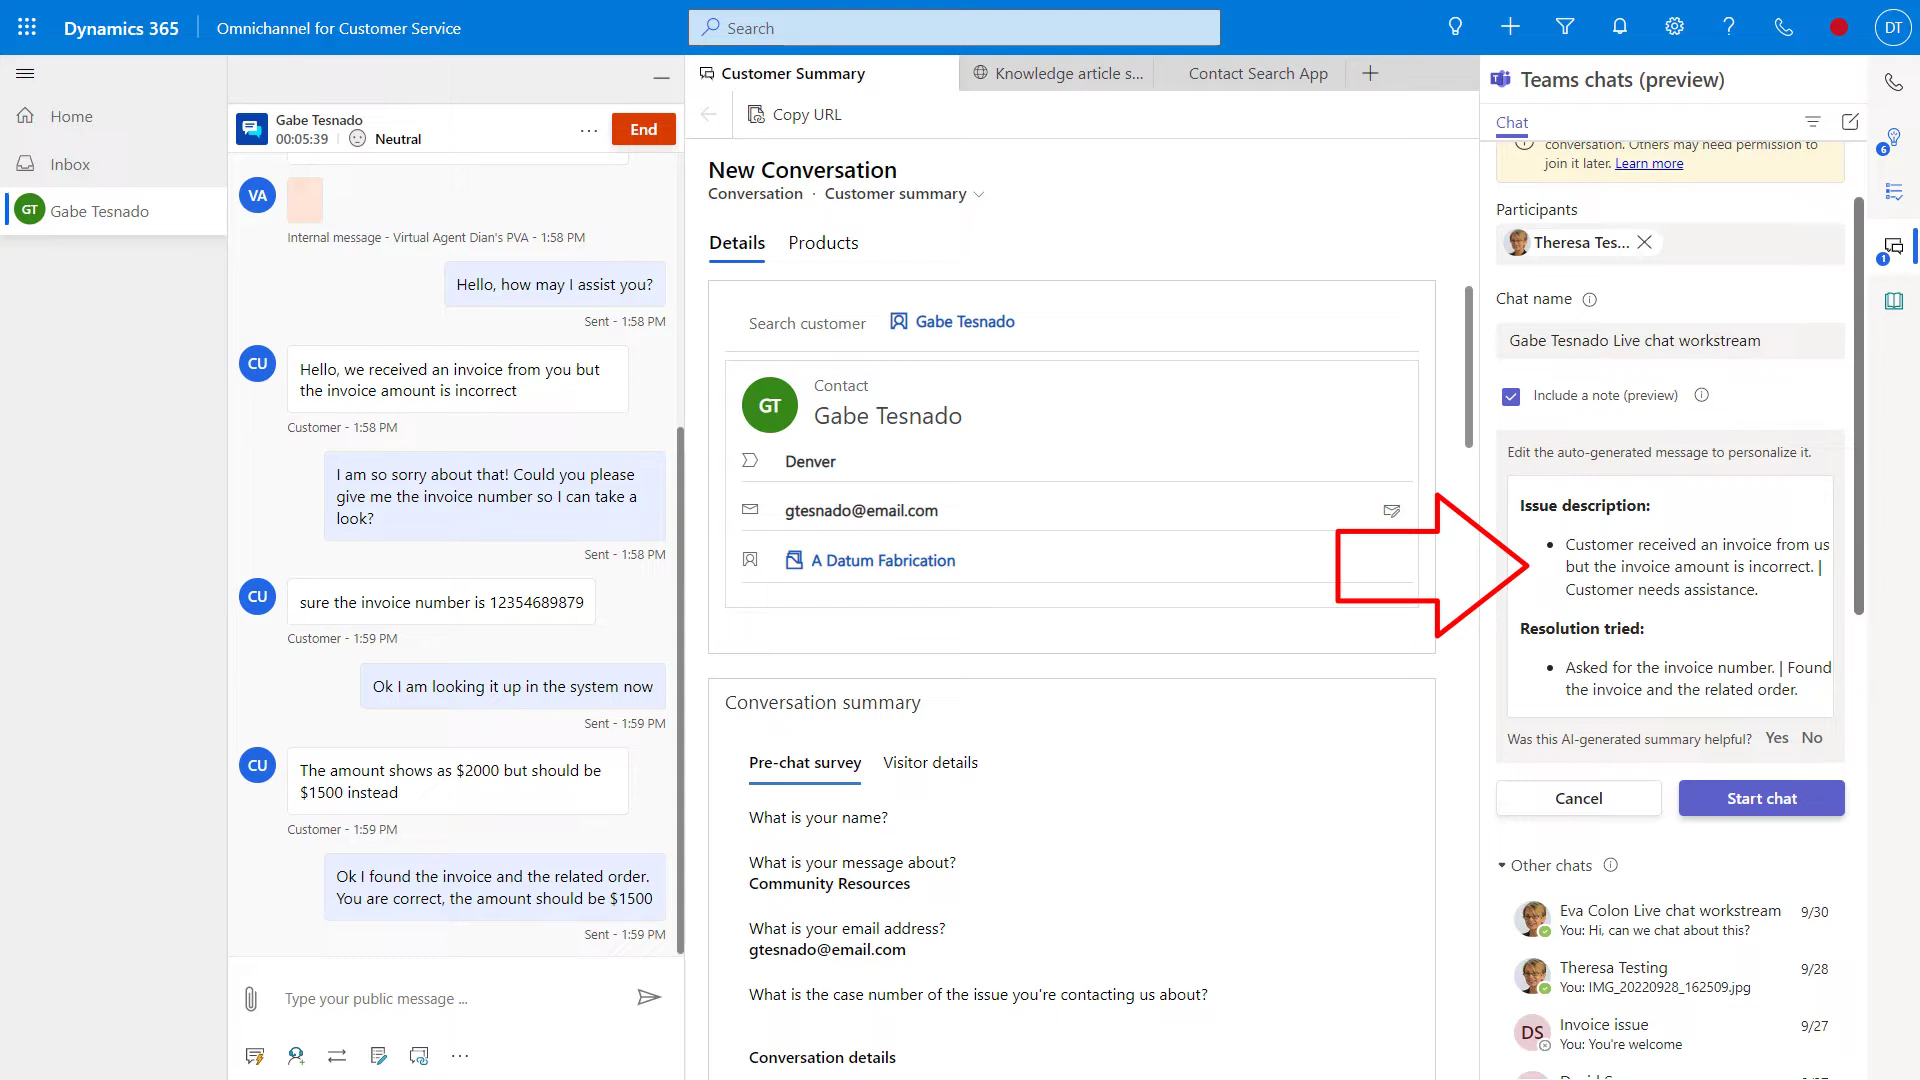 Dynamics 365
Omnichannel for Customer Service
Search
DT
Home
Inbox
GT Gabe Tesnado
Gabe Tesnado
00:05:39
Neutral
End
VA
Internal message - Virtual Agent Dian's PVA - 1:58 PM
Hello, how may I assist you?
Sent - 1:58 PM
CU
Hello, we received an invoice from you but
the invoice amount is incorrect
Customer - 1:58 PM
I am so sorry about that! Could you please
give me the invoice number so I can take a
look?
Sent - 1:58 PM
CU
sure the invoice number is 12354689879
Customer - 1:59 PM
Ok I am looking it up in the system now
Sent - 1:59 PM
CU
The amount shows as $2000 but should be
$1500 instead
Customer - 1:59 PM
Ok I found the invoice and the related order.
You are correct, the amount should be $1500
Sent - 1:59 PM
Type your public message ...
Customer Summary
Knowledge article s...
Contact Search App
Copy URL
New Conversation
Conversation · Customer summary
Details
Products
Search customer
Gabe Tesnado
GT
Contact
Gabe Tesnado
Denver
gtesnado@email.com
A Datum Fabrication
Conversation summary
Pre-chat survey
Visitor details
What is your name?
What is your message about?
Community Resources
What is your email address?
gtesnado@email.com
What is the case number of the issue you're contacting us about?
Conversation details
Teams chats (preview)
Chat
conversation. Others may need permission to
join it later. Learn more
Participants
Theresa Tes...
Chat name
Gabe Tesnado Live chat workstream
Include a note (preview)
Edit the auto-generated message to personalize it.
Issue description:
• Customer received an invoice from us
but the invoice amount is incorrect. |
Customer needs assistance.
Resolution tried:
• Asked for the invoice number. | Found
the invoice and the related order.
Was this AI-generated summary helpful? Yes No
Cancel
Start chat
Other chats
Eva Colon Live chat workstream 9/30
You: Hi, can we chat about this?
Theresa Testing 9/28
You: IMG_20220928_162509.jpg
DS
Invoice issue 9/27
You: You're welcome
6
1